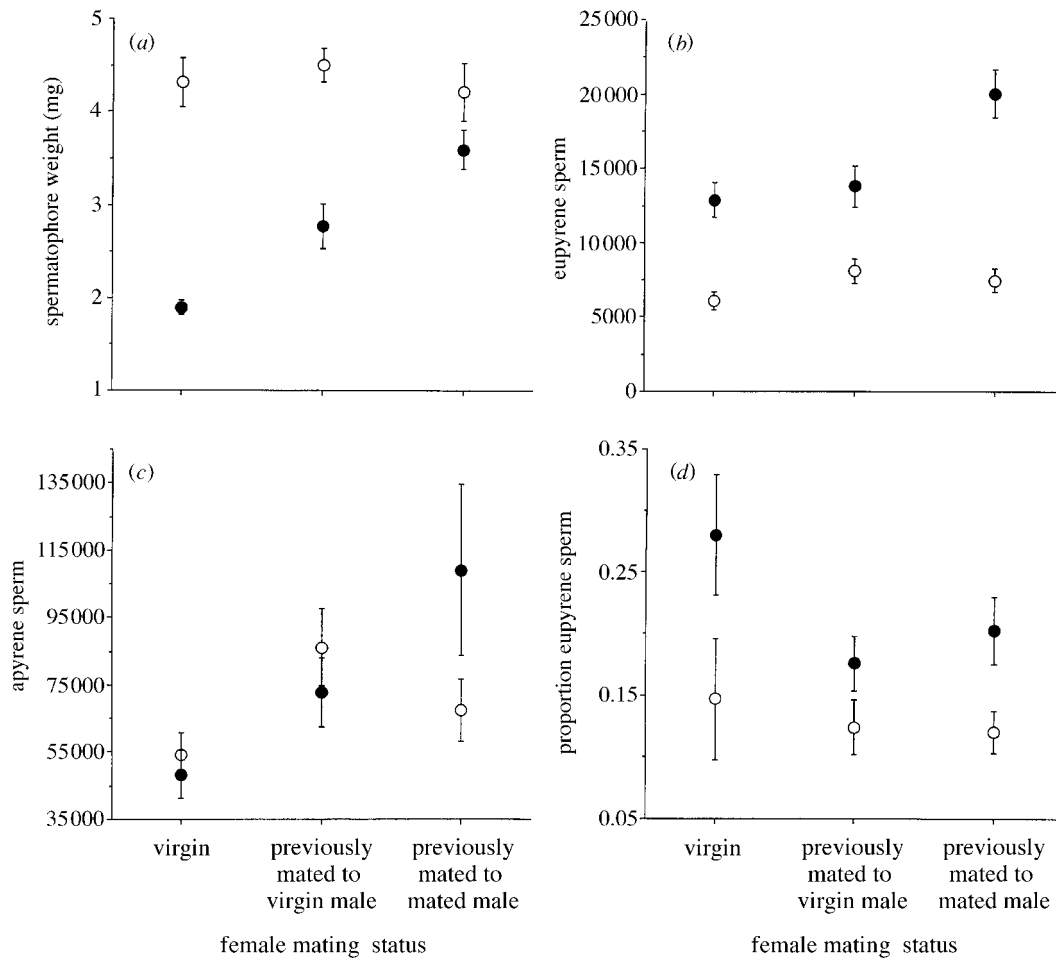 (a)
spermatophore weight (mg)
5
4
3
2
1
(b)
eupyrene sperm
25000
20000
15000
10000
5000
0
(c)
apyrene sperm
135000
115000
95000
75000
55000
35000
virgin
previously
mated to
virgin male
previously
mated to
mated male
female mating status
(d)
proportion eupyrene sperm
0.35
0.25
0.15
0.05
virgin
previously
mated to
virgin male
previously
mated to
mated male
female mating status